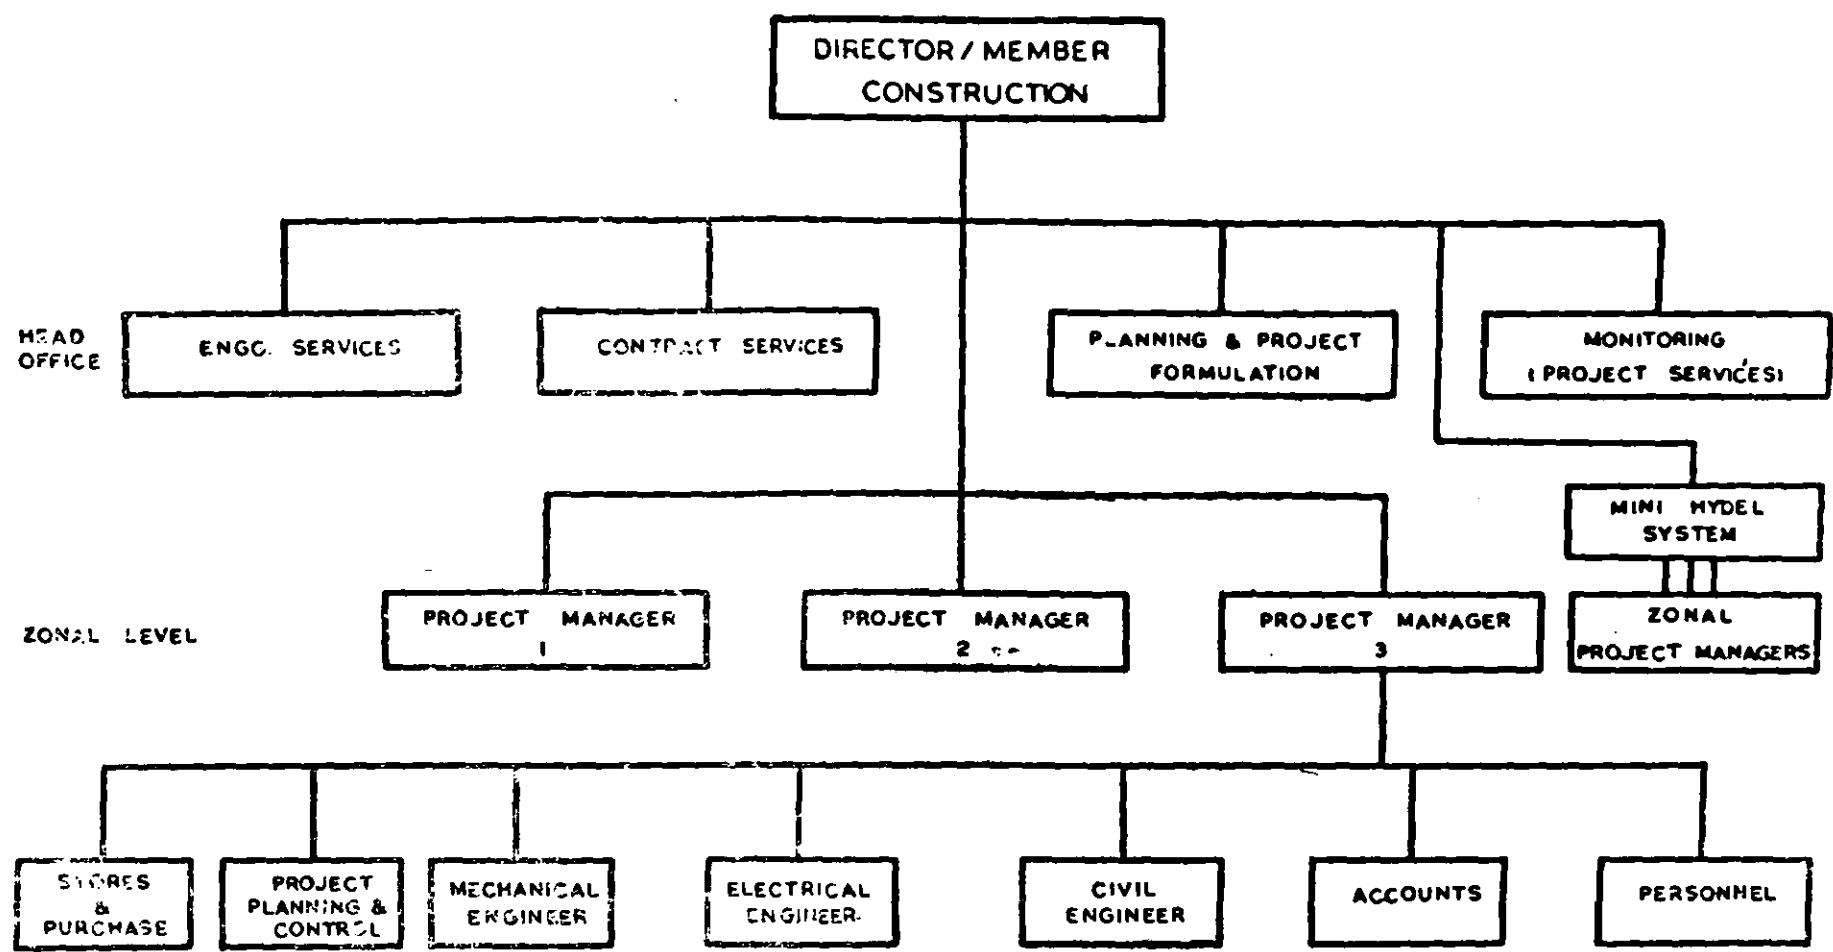 DIRECTOR / MEMBER
CONSTRUCTION
HEAD
OFFICE
ENGG. SERVICES
CONTRACT SERVICES
PLANNING & PROJECT
FORMULATION
MONITORING
(PROJECT SERVICES)
MINI HYDEL
SYSTEM
ZONAL LEVEL
PROJECT MANAGER
1
PROJECT MANAGER
2
PROJECT MANAGER
3
ZONAL
PROJECT MANAGERS
STORES
&
PURCHASE
PROJECT
PLANNING &
CONTROL
MECHANICAL
ENGINEER
ELECTRICAL
ENGINEER
CIVIL
ENGINEER
ACCOUNTS
PERSONNEL